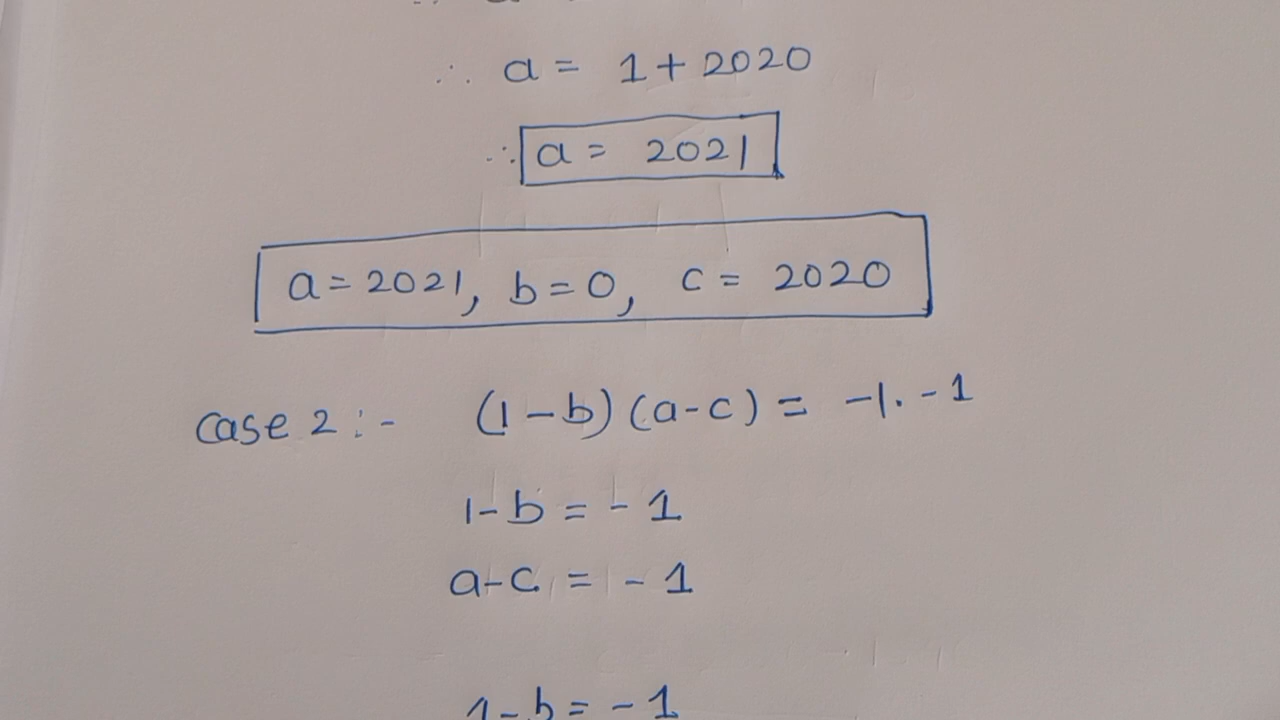 ∴ a = 1 + 2020
∴ a = 2021
a = 2021, b = 0, c = 2020
case 2 :- (1 - b) (a - c) = -1. -1
1 - b = - 1
a - c = - 1
1 - b = - 1